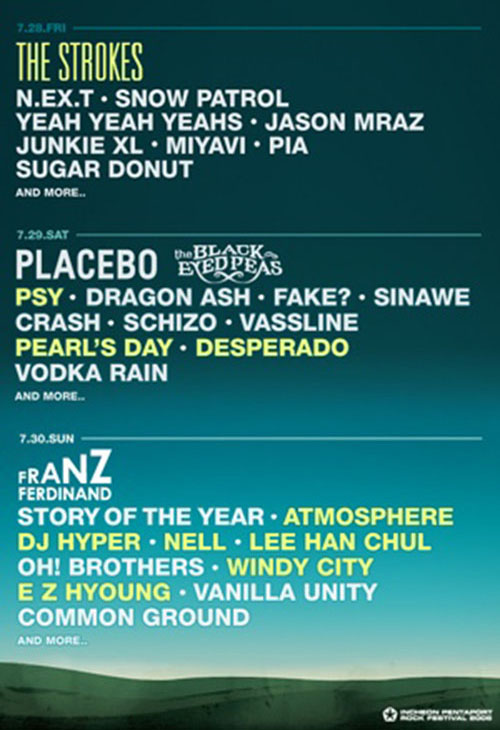 7.28.FRI
THE STROKES
N.EX.T • SNOW PATROL
YEAH YEAH YEAHS • JASON MRAZ
JUNKIE XL • MIYAVI • PIA
SUGAR DONUT
AND MORE..
7.29.SAT
PLACEBO the BLACK EYED PEAS
PSY • DRAGON ASH • FAKE? • SINAWE
CRASH • SCHIZO • VASSLINE
PEARL'S DAY • DESPERADO
VODKA RAIN
AND MORE..
7.30.SUN
FRANZ
FERDINAND
STORY OF THE YEAR • ATMOSPHERE
DJ HYPER • NELL • LEE HAN CHUL
OH! BROTHERS • WINDY CITY
E Z HYOUNG • VANILLA UNITY
COMMON GROUND
AND MORE..
INCHEON PENTAPORT
ROCK FESTIVAL 2006